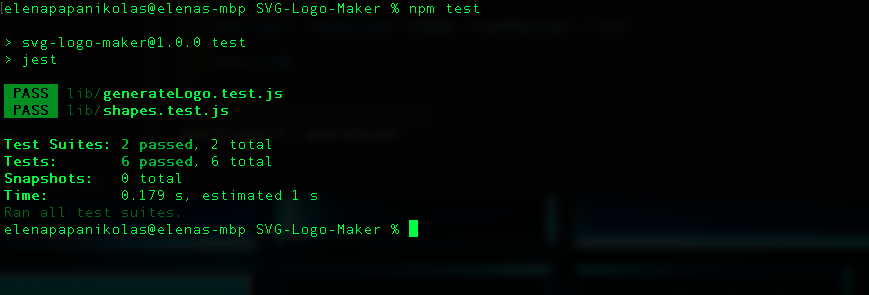 [elenapapanikolas@elenas-mbp SVG-Logo-Maker % npm test
> svg-logo-maker@1.0.0 test
> jest
PASS lib/generateLogo.test.js
PASS lib/shapes.test.js
Test Suites: 2 passed, 2 total
Tests: 6 passed, 6 total
Snapshots: 0 total
Time: 0.179 s, estimated 1 s
Ran all test suites.
elenapapanikolas@elenas-mbp SVG-Logo-Maker %